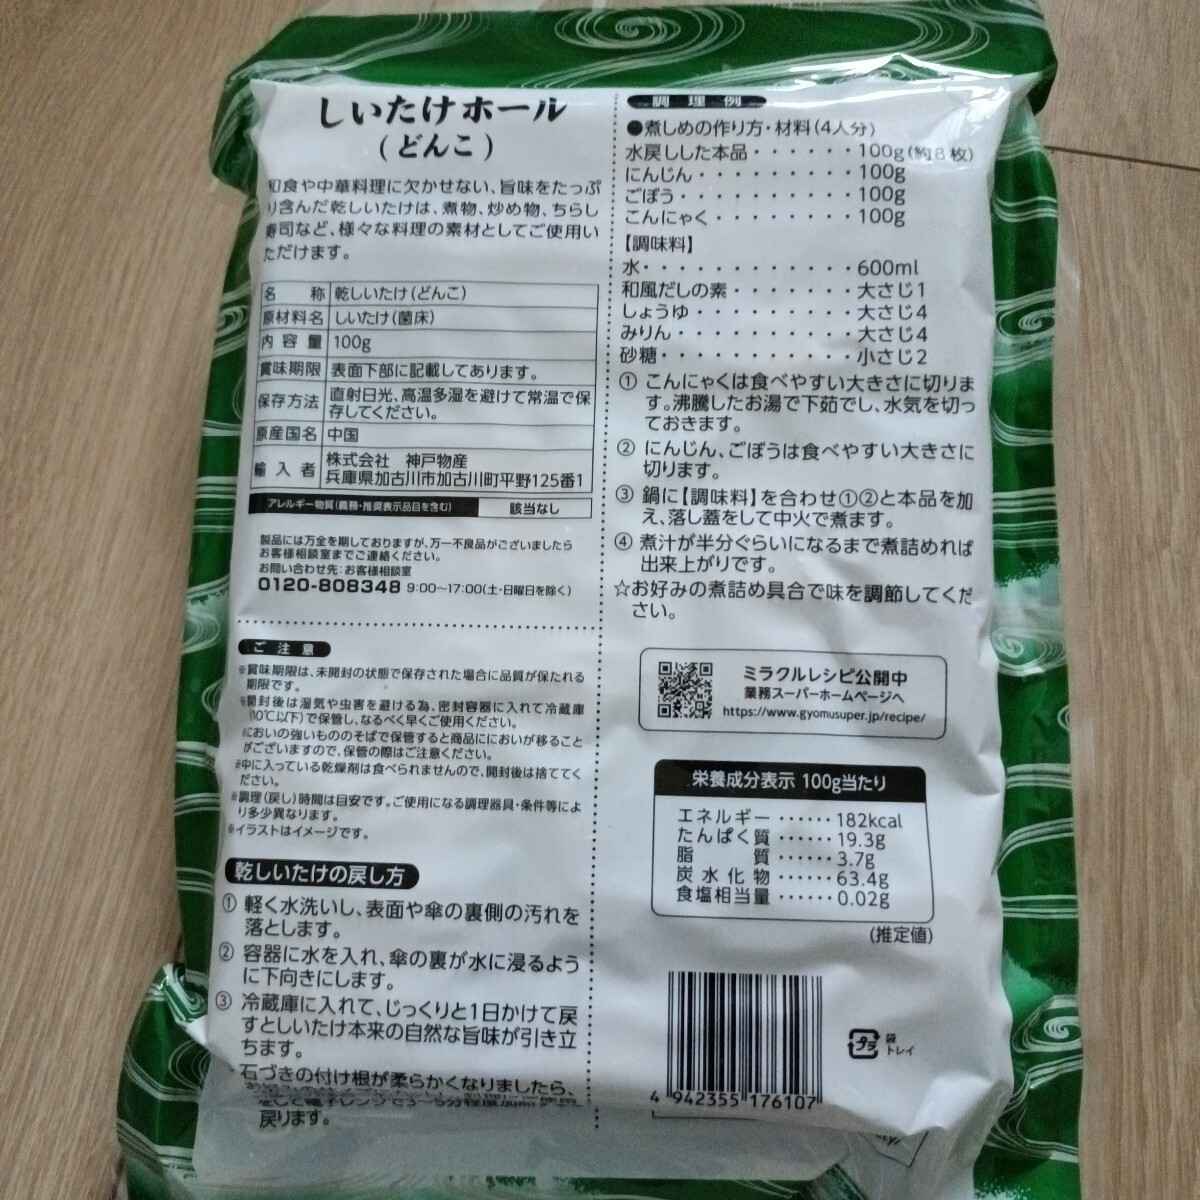 しいたけホール
(どんこ)
和食や中華料理に欠かせない、旨味をたっぷ
り含んだ乾しいたけは、煮物、炒め物、ちらし
寿司など、様々な料理の素材としてご使用い
ただけます。
名称 乾しいたけ(どんこ)
原材料名 しいたけ(菌床)
内容量 100g
賞味期限 表面下部に記載してあります。
保存方法 直射日光、高温多湿を避けて常温で保
存してください。
原産国名 中国
輸入者 株式会社 神戸物産
兵庫県加古川市加古川町平野125番1
アレルギー物質(義務・推奨表示品目を含む) 該当なし
製品には万全を期しておりますが、万一不良品がございましたら
お客様相談室までご連絡ください。
お問い合わせ先:お客様相談室
0120-808348 9:00〜17:00(土・日曜日を除く)
ご注意
※賞味期限は、未開封の状態で保存された場合に品質が保たれる
期限です。
※開封後は湿気や虫害を避ける為、密封容器に入れて冷蔵庫
(10℃以下)で保管し、なるべく早くご使用ください。
※においの強いもののそばで保管すると商品ににおいが移ること
がございますので、保管の際はご注意ください。
※中に入っている乾燥剤は食べられませんので、開封後は捨ててく
ださい。
※調理(戻し)時間は目安です。ご使用になる調理器具・条件等によ
り多少異なります。
※イラストはイメージです。
乾しいたけの戻し方
① 軽く水洗いし、表面や傘の裏側の汚れを
落とします。
② 容器に水を入れ、傘の裏が水に浸るよう
に下向きにします。
③ 冷蔵庫に入れて、じっくりと1日かけて戻
すとしいたけ本来の自然な旨味が引き立
ちます。
石づきの付け根が柔らかくなりましたら、
戻ります。
調理例
●煮しめの作り方・材料(4人分)
水戻しした本品・・・・・・100g(約8枚)
にんじん・・・・・・・・・100g
ごぼう・・・・・・・・・・100g
こんにゃく・・・・・・・・100g
【調味料】
水・・・・・・・・・・・・600ml
和風だしの素・・・・・・・大さじ1
しょうゆ・・・・・・・・・大さじ4
みりん・・・・・・・・・・大さじ4
砂糖・・・・・・・・・・・小さじ2
① こんにゃくは食べやすい大きさに切りま
す。沸騰したお湯で下茹でし、水気を切っ
ておきます。
② にんじん、ごぼうは食べやすい大きさに
切ります。
③ 鍋に【調味料】を合わせ①②と本品を加
え、落し蓋をして中火で煮ます。
④ 煮汁が半分ぐらいになるまで煮詰めれば
出来上がりです。
☆お好みの煮詰め具合で味を調節してくだ
さい。
ミラクルレシピ公開中
業務スーパーホームページへ
https://www.gyomusuper.jp/recipe/
栄養成分表示 100g当たり
エネルギー・・・・・・182kcal
たんぱく質・・・・・・19.3g
脂質・・・・・・3.7g
炭水化物・・・・・・63.4g
食塩相当量・・・・・・0.02g
(推定値)
4 942355 176107
プラ 袋
トレイ